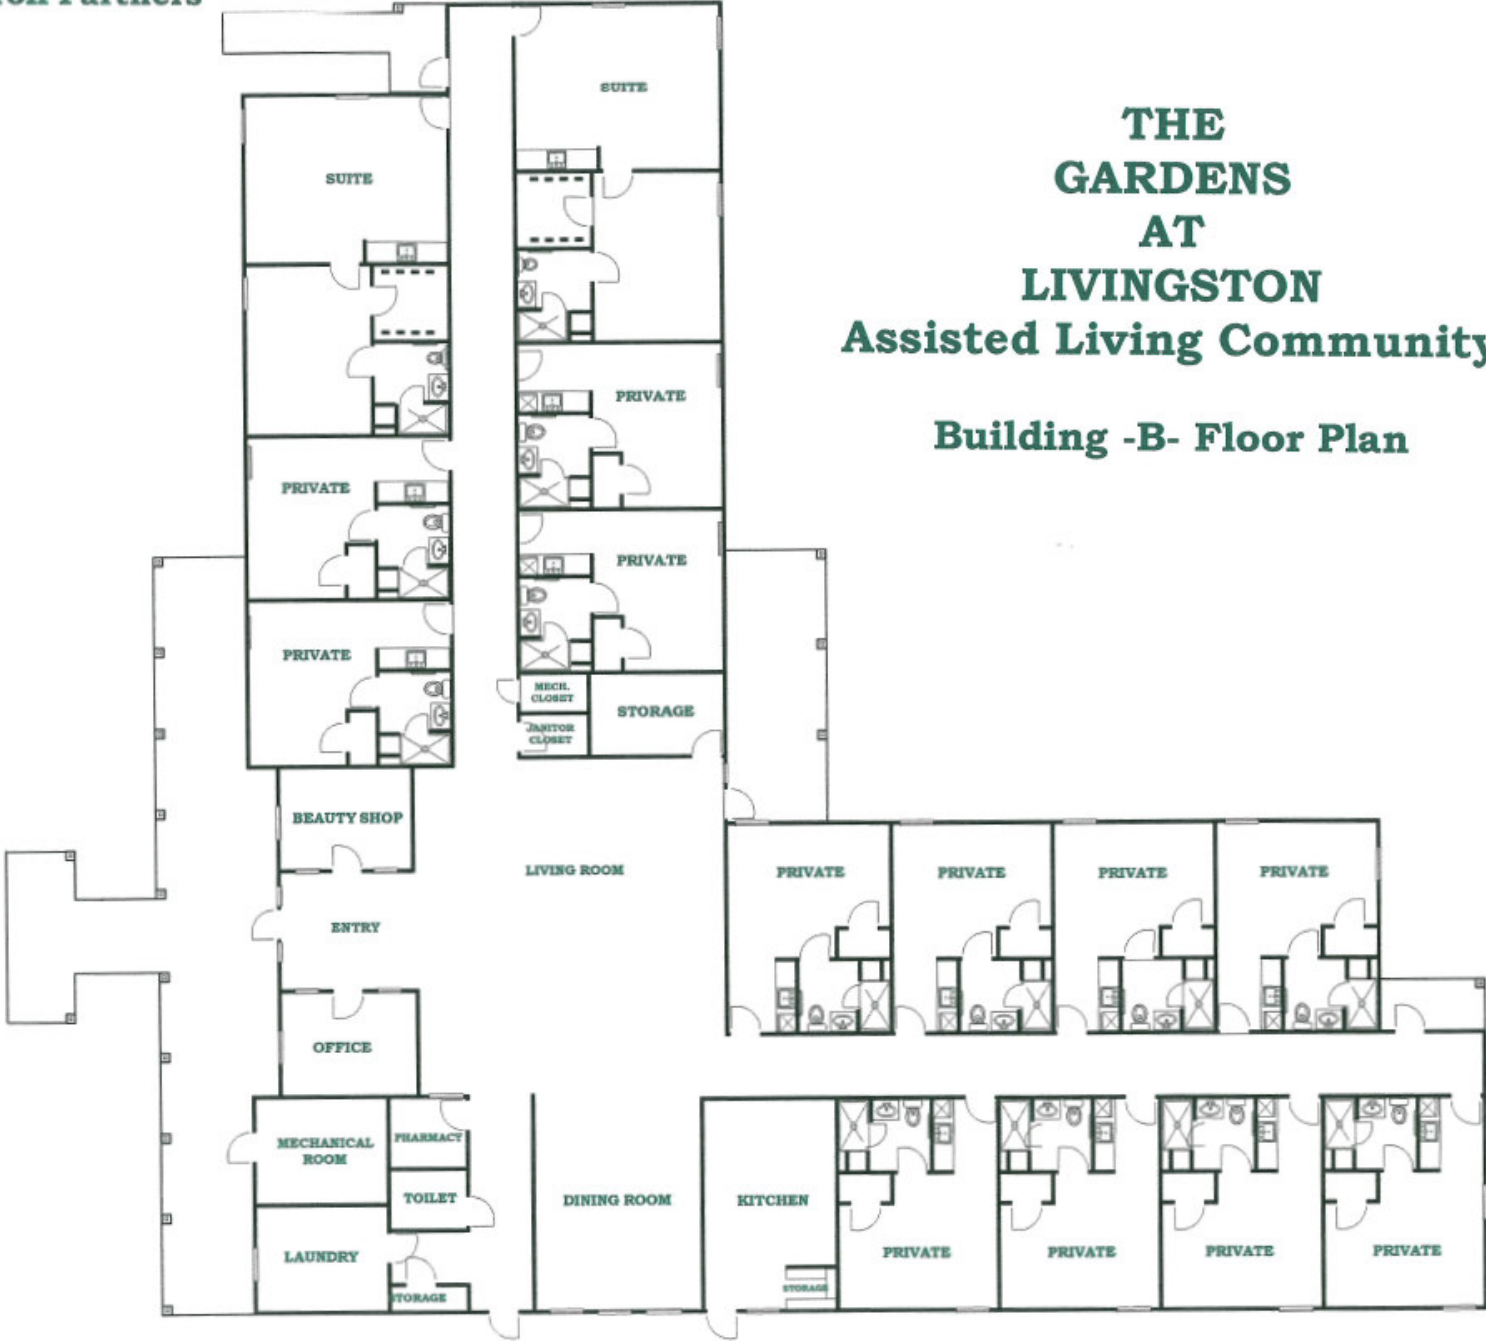 Partners
SUITE
THE
GARDENS
AT
LIVINGSTON
Assisted Living Community
Building -B- Floor Plan
SUITE
PRIVATE
PRIVATE
PRIVATE
PRIVATE
MECH.
CLOSET
STORAGE
JANITOR
CLOSET
BEAUTY SHOP
LIVING ROOM
PRIVATE
PRIVATE
PRIVATE
PRIVATE
ENTRY
OFFICE
MECHANICAL
ROOM
PHARMACY
TOILET
DINING ROOM
KITCHEN
LAUNDRY
PRIVATE
PRIVATE
PRIVATE
PRIVATE
STORAGE
STORAGE